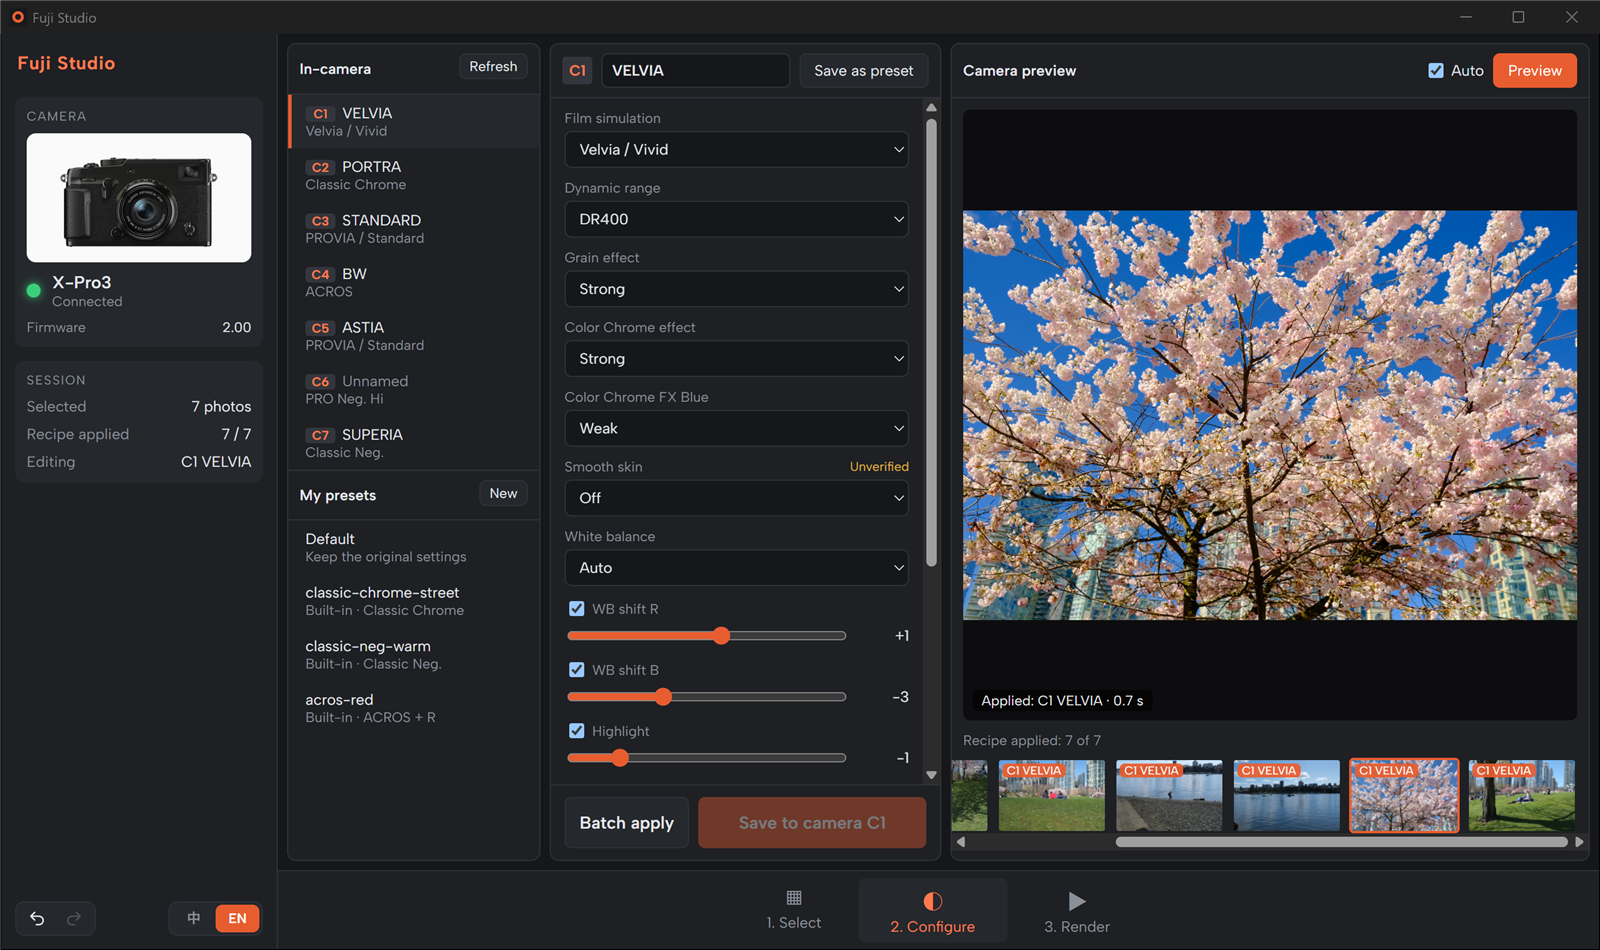 Fuji Studio
Fuji Studio
CAMERA
X-Pro3
Connected
Firmware 2.00
SESSION
Selected 7 photos
Recipe applied 7 / 7
Editing C1 VELVIA
中 EN
In-camera Refresh
C1 VELVIA
Velvia / Vivid
C2 PORTRA
Classic Chrome
C3 STANDARD
PROVIA / Standard
C4 BW
ACROS
C5 ASTIA
PROVIA / Standard
C6 Unnamed
PRO Neg. Hi
C7 SUPERIA
Classic Neg.
My presets New
Default
Keep the original settings
classic-chrome-street
Built-in · Classic Chrome
classic-neg-warm
Built-in · Classic Neg.
acros-red
Built-in · ACROS + R
C1 VELVIA Save as preset
Film simulation
Velvia / Vivid
Dynamic range
DR400
Grain effect
Strong
Color Chrome effect
Strong
Color Chrome FX Blue
Weak
Smooth skin Unverified
Off
White balance
Auto
WB shift R
+1
WB shift B
-3
Highlight
-1
Batch apply Save to camera C1
Camera preview Auto Preview
Applied: C1 VELVIA · 0.7 s
Recipe applied: 7 of 7
C1 VELVIA C1 VELVIA C1 VELVIA C1 VELVIA C1 VELVIA
1. Select 2. Configure 3. Render